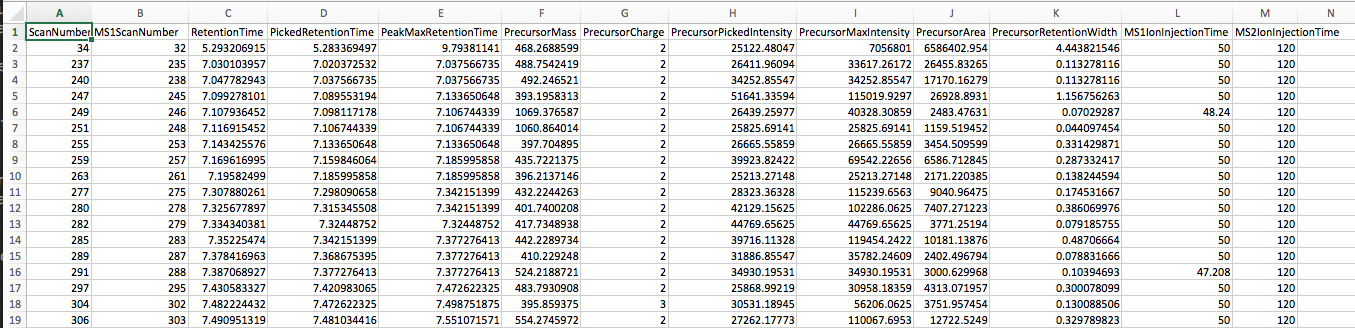 A B C D E F G H I J K L M N
1 ScanNumber MS1ScanNumber RetentionTime PickedRetentionTime PeakMaxRetentionTime PrecursorMass PrecursorCharge PrecursorPickedIntensity PrecursorMaxIntensity PrecursorArea PrecursorRetentionWidth MS1IonInjectionTime MS2IonInjectionTime
2 34 32 5.293206915 5.283369497 9.79381141 468.2688599 2 25122.48047 7056801 6586402.954 4.443821546 50 120
3 237 235 7.030103957 7.020372532 7.037566735 488.7542419 2 26411.96094 33617.26172 26455.83265 0.113278116 50 120
4 240 238 7.047782943 7.037566735 7.037566735 492.246521 2 34252.85547 34252.85547 17170.16279 0.113278116 50 120
5 247 245 7.099278101 7.089553194 7.133650648 393.1958313 2 51641.33594 115019.9297 26928.8931 1.156756263 50 120
6 249 246 7.107936452 7.098117178 7.106744339 1069.376587 2 26439.25977 40328.30859 2483.47631 0.07029287 48.24 120
7 251 248 7.116915452 7.106744339 7.106744339 1060.864014 2 25825.69141 25825.69141 1159.519452 0.044097454 50 120
8 255 253 7.143425576 7.133650648 7.133650648 397.704895 2 26665.55859 26665.55859 3454.509599 0.331429871 50 120
9 259 257 7.169616995 7.159846064 7.185995858 435.7221375 2 39923.82422 69542.22656 6586.712845 0.287332417 50 120
10 263 261 7.19582499 7.185995858 7.185995858 396.2137146 2 25213.27148 25213.27148 2171.220385 0.138244594 50 120
11 277 275 7.307880261 7.298090658 7.342151399 432.2244263 2 28323.36328 115239.6563 9040.96475 0.174531667 50 120
12 280 278 7.325677897 7.315345508 7.342151399 401.7400208 2 42129.15625 102286.0625 7407.271223 0.386069976 50 120
13 282 279 7.334340381 7.32448752 7.32448752 417.7348938 2 44769.65625 44769.65625 3771.25194 0.079185755 50 120
14 285 283 7.35225474 7.342151399 7.377276413 442.2289734 2 39716.11328 119454.2422 10181.13876 0.48706664 50 120
15 289 287 7.378416963 7.368675395 7.377276413 410.229248 2 31886.85547 35782.24609 2402.496794 0.078831666 50 120
16 291 288 7.387068927 7.377276413 7.377276413 524.2188721 2 34930.19531 34930.19531 3000.629968 0.10394693 47.208 120
17 297 295 7.430583327 7.420983065 7.472622325 483.7930908 2 25868.99219 30958.18359 4313.071957 0.300078099 50 120
18 304 302 7.482224432 7.472622325 7.498751875 395.859375 3 30531.18945 56206.0625 3751.957454 0.130088506 50 120
19 306 303 7.490951319 7.481034416 7.551071571 554.2745972 2 27262.17773 110067.6953 12722.5249 0.329789823 50 120